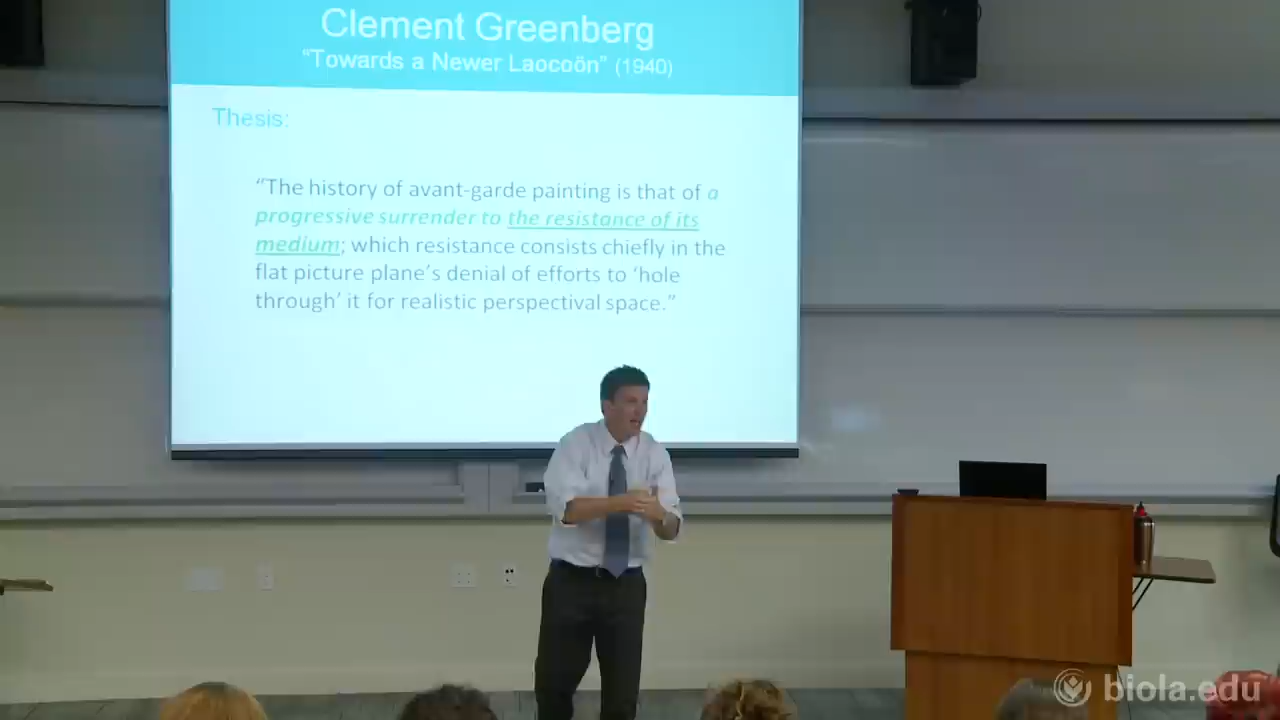 Clement Greenberg
“Towards a Newer Laocoön” (1940)
Thesis:
“The history of avant-garde painting is that of a
progressive surrender to the resistance of its
medium; which resistance consists chiefly in the
flat picture plane’s denial of efforts to ‘hole
through’ it for realistic perspectival space.”
biola.edu